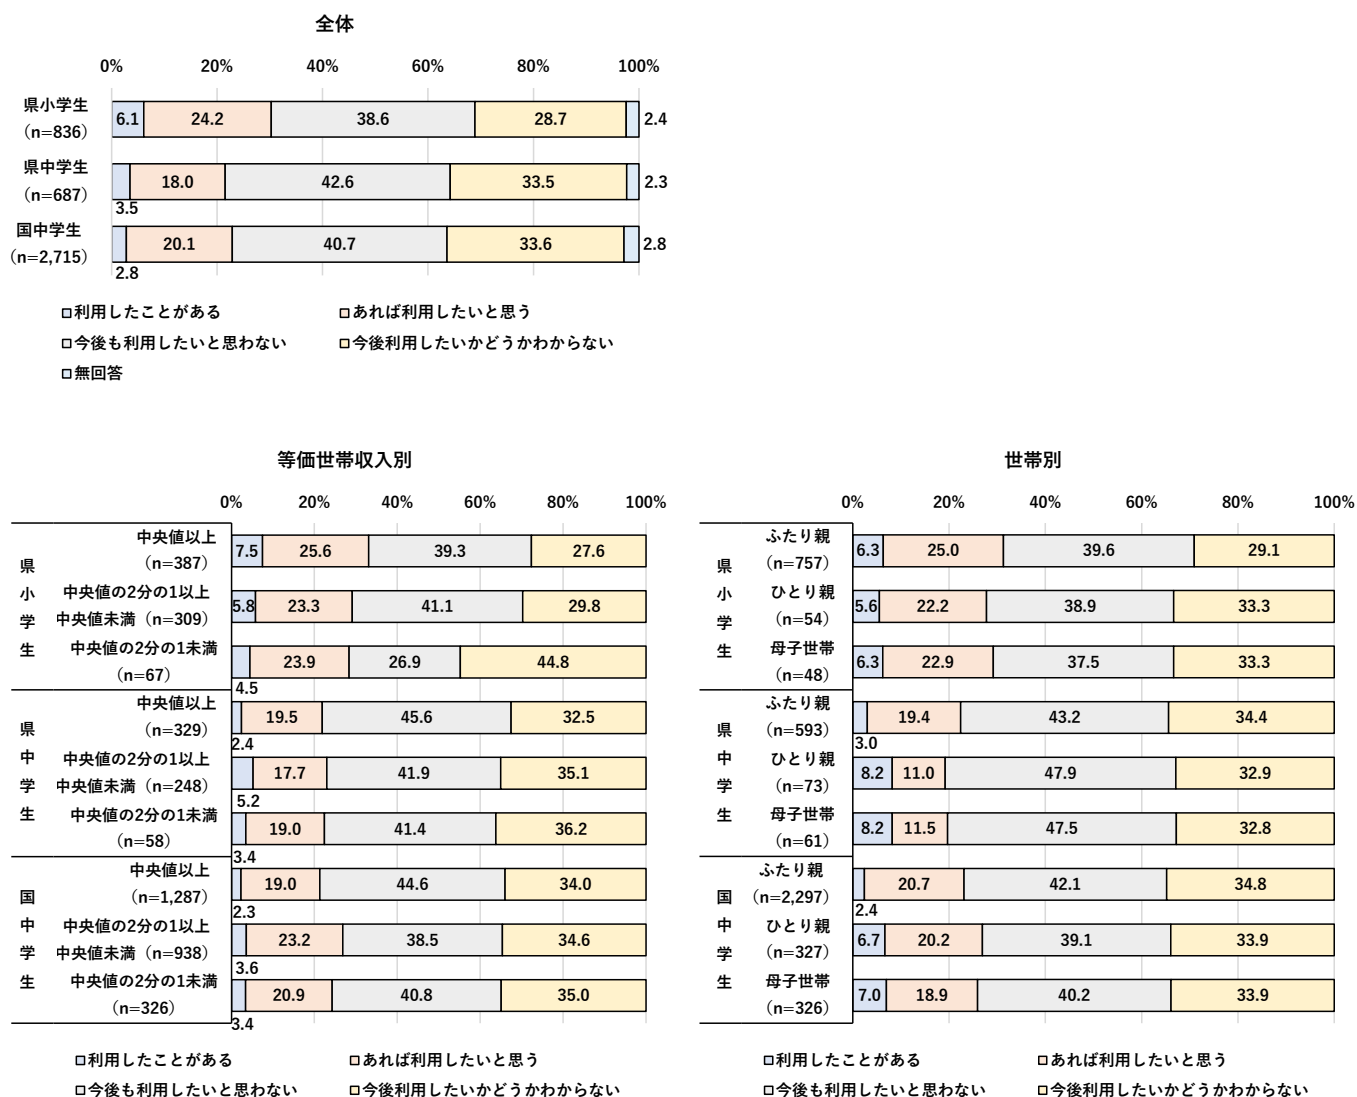 全体
0% 20% 40% 60% 80% 100%
県小学生
（n=836）
6.1 24.2 38.6 28.7 2.4
県中学生
（n=687）
18.0 42.6 33.5 2.3
3.5
国中学生
（n=2,715）
20.1 40.7 33.6 2.8
2.8
利用したことがある あれば利用したいと思う
今後も利用したいと思わない 今後利用したいかどうかわからない
無回答
等価世帯収入別
0% 20% 40% 60% 80% 100%
県小学生
中央値以上
（n=387）
7.5 25.6 39.3 27.6
中央値の2分の1以上
中央値未満（n=309）
5.8 23.3 41.1 29.8
中央値の2分の1未満
（n=67）
23.9 26.9 44.8
4.5
県中学生
中央値以上
（n=329）
19.5 45.6 32.5
2.4
中央値の2分の1以上
中央値未満（n=248）
17.7 41.9 35.1
5.2
中央値の2分の1未満
（n=58）
19.0 41.4 36.2
3.4
国中学生
中央値以上
（n=1,287）
19.0 44.6 34.0
2.3
中央値の2分の1以上
中央値未満（n=938）
23.2 38.5 34.6
3.6
中央値の2分の1未満
（n=326）
20.9 40.8 35.0
3.4
利用したことがある あれば利用したいと思う
今後も利用したいと思わない 今後利用したいかどうかわからない
世帯別
0% 20% 40% 60% 80% 100%
県小学生
ふたり親
（n=757）
6.3 25.0 39.6 29.1
ひとり親
（n=54）
5.6 22.2 38.9 33.3
母子世帯
（n=48）
6.3 22.9 37.5 33.3
県中学生
ふたり親
（n=593）
19.4 43.2 34.4
3.0
ひとり親
（n=73）
8.2 11.0 47.9 32.9
母子世帯
（n=61）
8.2 11.5 47.5 32.8
国中学生
ふたり親
（n=2,297）
20.7 42.1 34.8
2.4
ひとり親
（n=327）
6.7 20.2 39.1 33.9
母子世帯
（n=326）
7.0 18.9 40.2 33.9
利用したことがある あれば利用したいと思う
今後も利用したいと思わない 今後利用したいかどうかわからない